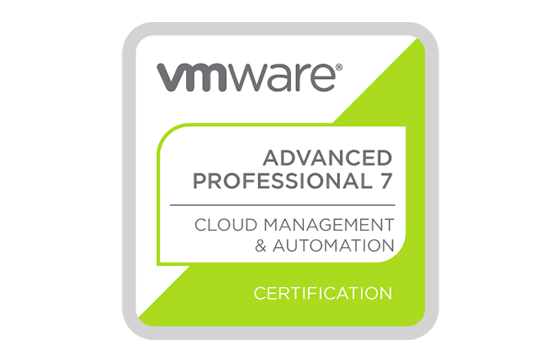 vmware®
ADVANCED
PROFESSIONAL 7
CLOUD MANAGEMENT
& AUTOMATION
CERTIFICATION